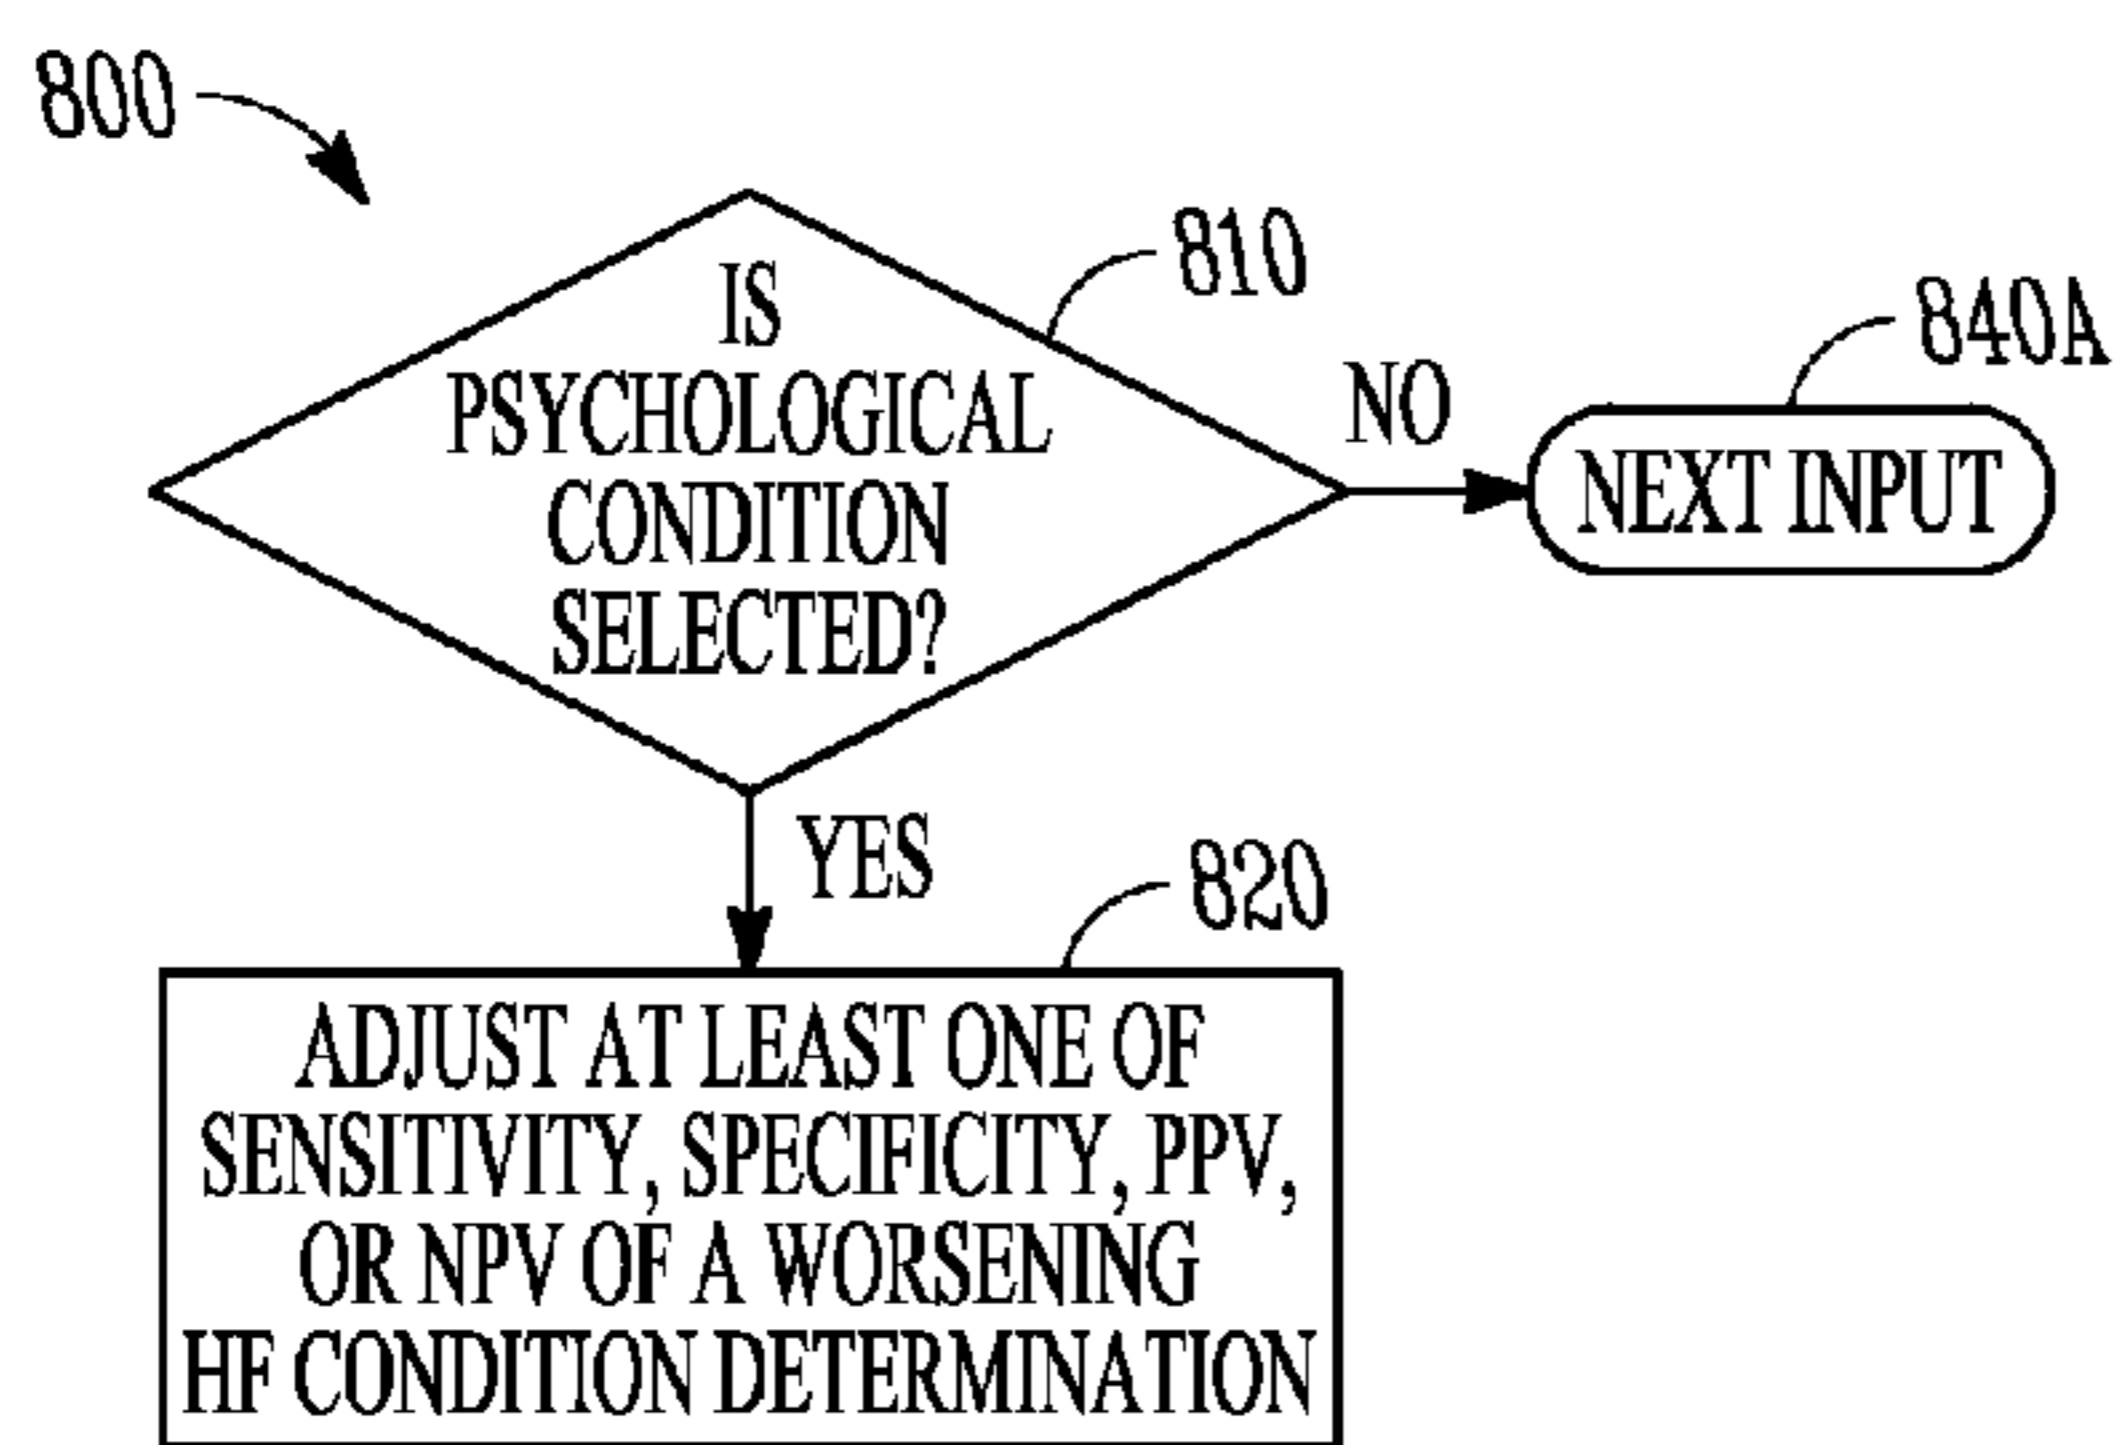 800
810
IS
PSYCHOLOGICAL
CONDITION
SELECTED?
NO
840A
NEXT INPUT
YES
820
ADJUST AT LEAST ONE OF
SENSITIVITY, SPECIFICITY, PPV,
OR NPV OF A WORSENING
HF CONDITION DETERMINATION